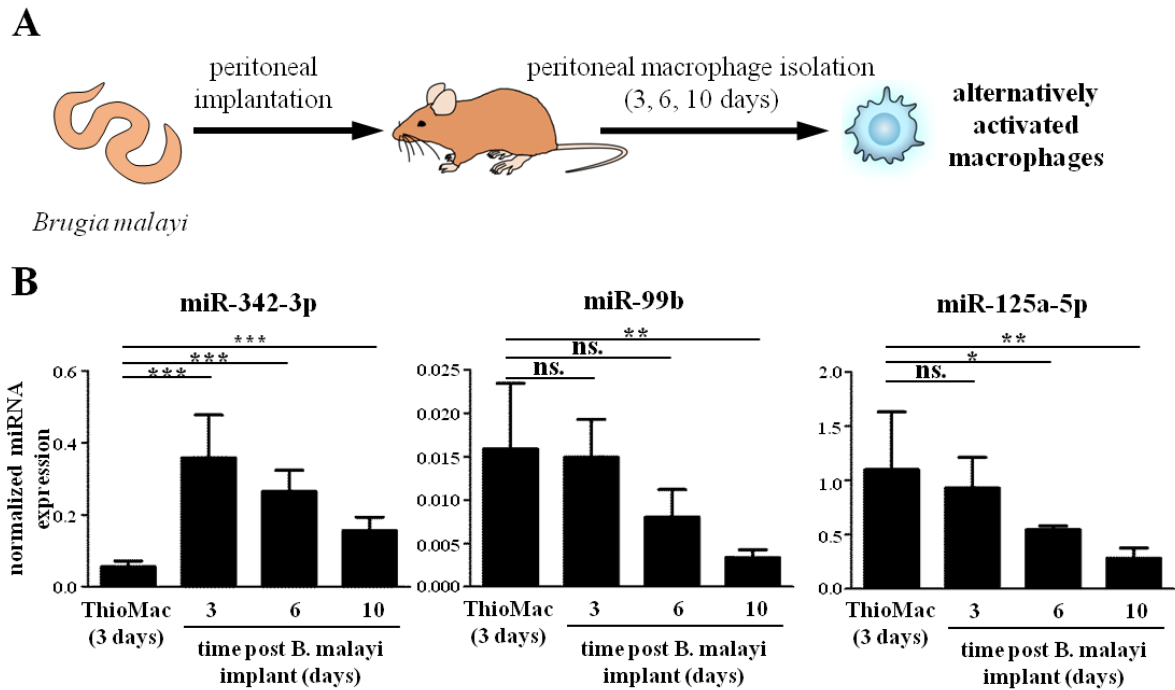 A
peritoneal
implantation
peritoneal macrophage isolation
(3, 6, 10 days)
alternatively
activated
macrophages
Brugia malayi
B
miR-342-3p
miR-99b
miR-125a-5p
***
***
***
**
ns.
ns.
**
*
ns.
normalized miRNA
expression
0.6
0.4
0.2
0.0
0.025
0.020
0.015
0.010
0.005
0.000
2.0
1.5
1.0
0.5
0.0
ThioMac
(3 days)
3
6
10
time post B. malayi
implant (days)
ThioMac
(3 days)
3
6
10
time post B. malayi
implant (days)
ThioMac
(3 days)
3
6
10
time post B. malayi
implant (days)